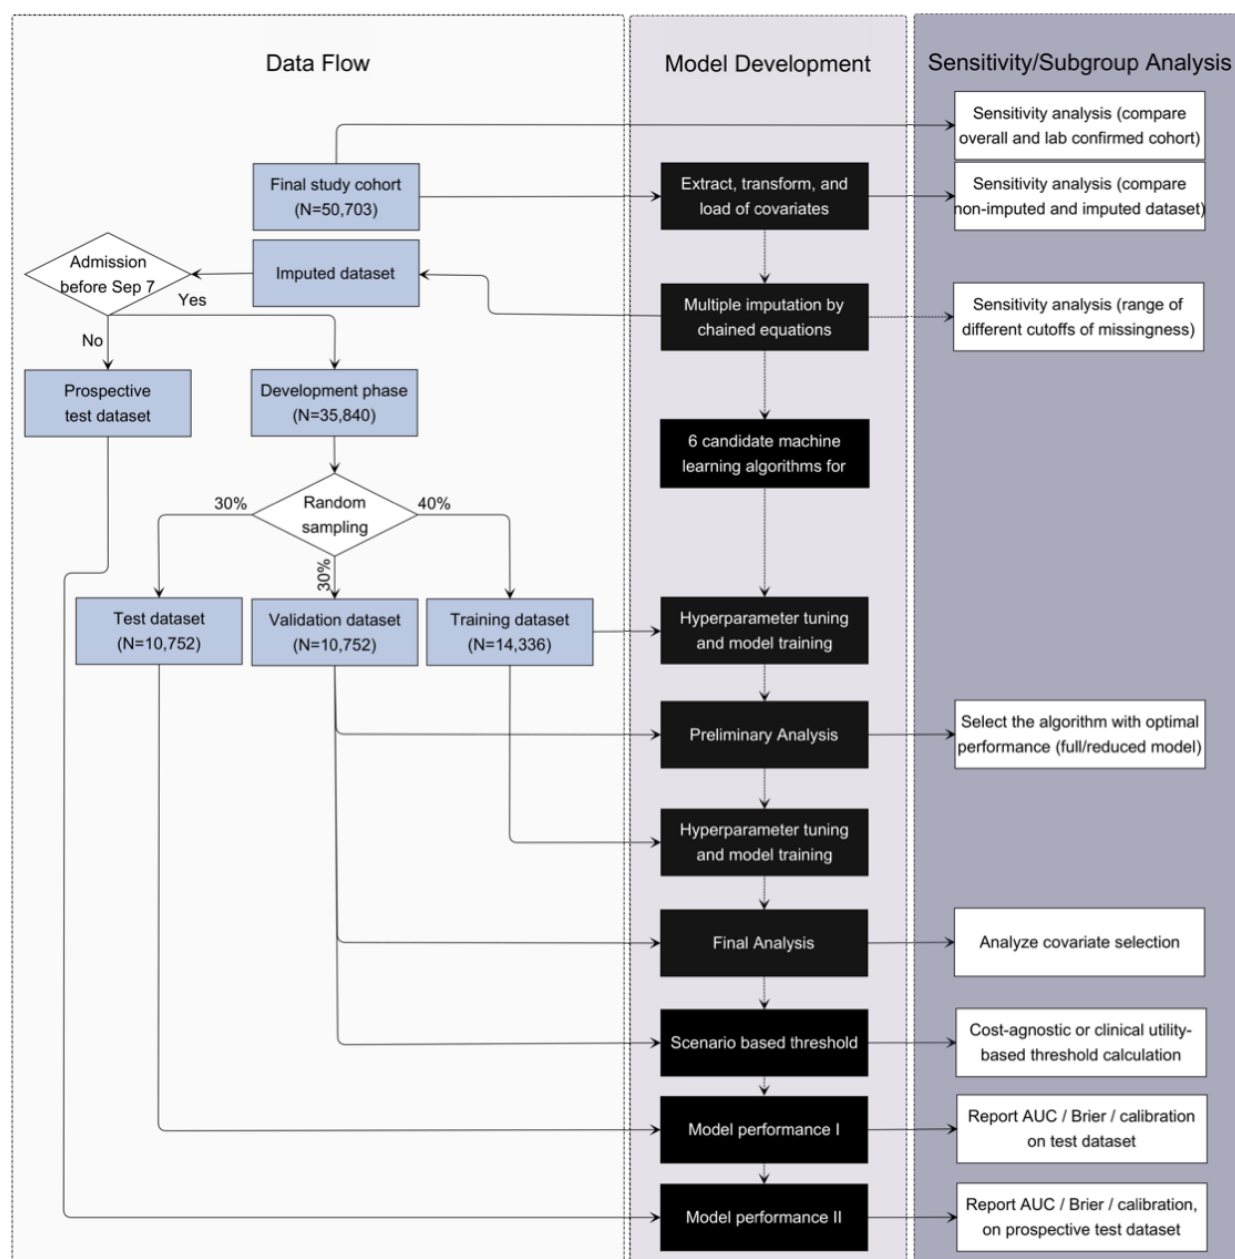 Data Flow
Model Development
Sensitivity/Subgroup Analysis
Sensitivity analysis (compare
overall and lab confirmed cohort)
Final study cohort
(N=50,703)
Extract, transform, and
load of covariates
Sensitivity analysis (compare
non-imputed and imputed dataset)
Admission
before Sep 7
Imputed dataset
Yes
No
Multiple imputation by
chained equations
Sensitivity analysis (range of
different cutoffs of missingness)
Prospective
test dataset
Development phase
(N=35,840)
6 candidate machine
learning algorithms for
30%
Random
sampling
40%
30%
Test dataset
(N=10,752)
Validation dataset
(N=10,752)
Training dataset
(N=14,336)
Hyperparameter tuning
and model training
Preliminary Analysis
Select the algorithm with optimal
performance (full/reduced model)
Hyperparameter tuning
and model training
Final Analysis
Analyze covariate selection
Scenario based threshold
Cost-agnostic or clinical utility-
based threshold calculation
Model performance I
Report AUC / Brier / calibration
on test dataset
Model performance II
Report AUC / Brier / calibration,
on prospective test dataset